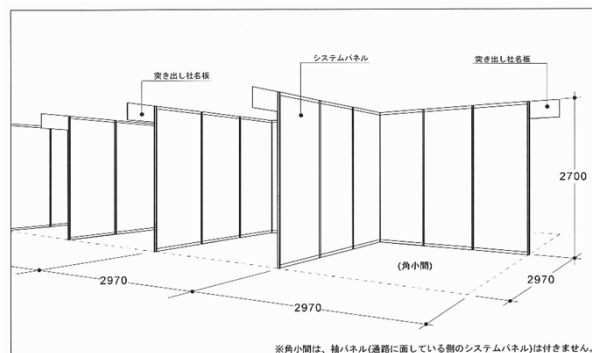 システムパネル
突き出し社名板
突き出し社名板
2700
(角小間)
2970
2970
2970
※角小間は、袖パネル(通路に面している側のシステムパネル)は付きません。